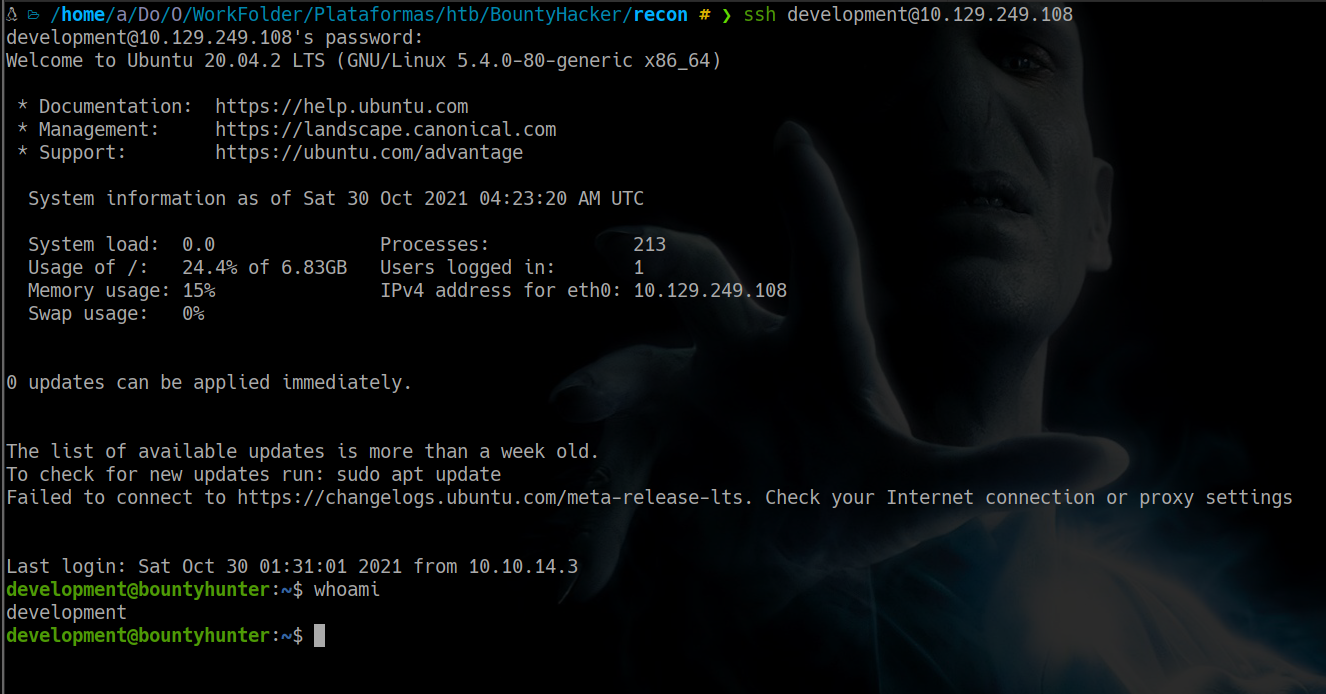 /home/a/Do/O/WorkFolder/Plataformas/htb/BountyHacker/recon # ❯ ssh development@10.129.249.108
development@10.129.249.108's password:
Welcome to Ubuntu 20.04.2 LTS (GNU/Linux 5.4.0-80-generic x86_64)
* Documentation:  https://help.ubuntu.com
* Management:     https://landscape.canonical.com
* Support:        https://ubuntu.com/advantage
System information as of Sat 30 Oct 2021 04:23:20 AM UTC
System load:  0.0               Processes:             213
Usage of /:   24.4% of 6.83GB   Users logged in:       1
Memory usage: 15%               IPv4 address for eth0: 10.129.249.108
Swap usage:   0%
0 updates can be applied immediately.
The list of available updates is more than a week old.
To check for new updates run: sudo apt update
Failed to connect to https://changelogs.ubuntu.com/meta-release-lts. Check your Internet connection or proxy settings
Last login: Sat Oct 30 01:31:01 2021 from 10.10.14.3
development@bountyhunter:~$ whoami
development
development@bountyhunter:~$